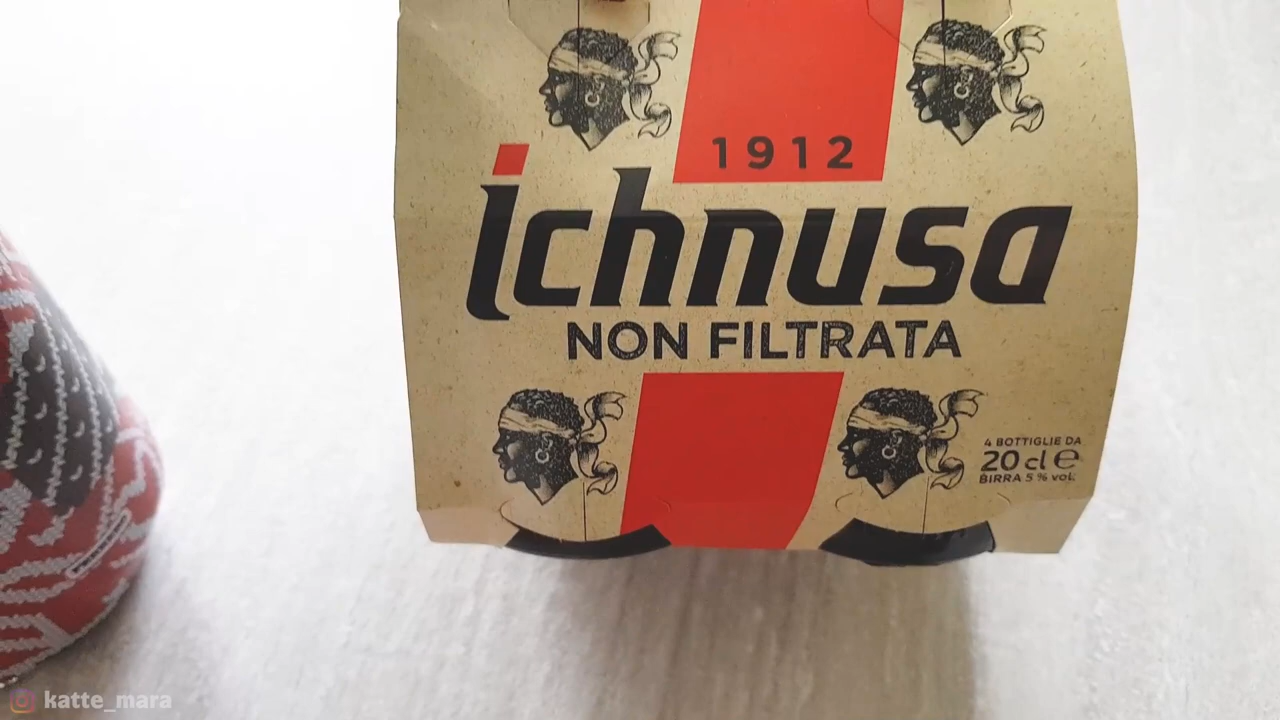 1912
ichnusa
NON FILTRATA
4 BOTTIGLIE DA
20 cl e
BIRRA 5 % vol.
katte_mara